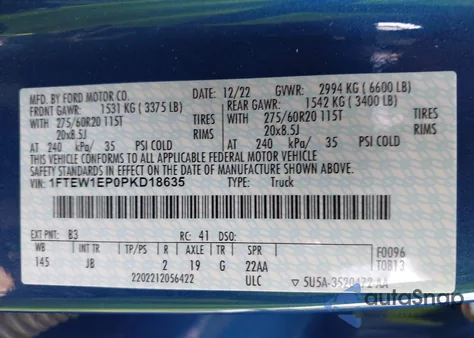 MFD. BY FORD MOTOR CO. 12/22 GVWR: 2994 KG ( 6600 LB)
FRONT GAWR: 1531 KG ( 3375 LB) REAR GAWR: 1542 KG ( 3400 LB)
WITH 275/60R20 115T TIRES WITH 275/60R20 115T TIRES
20x8.5J RIMS 20x8.5J RIMS
AT 240 kPa/ 35 PSI COLD AT 240 kPa/ 35 PSI COLD
THIS VEHICLE CONFORMS TO ALL APPLICABLE FEDERAL MOTOR VEHICLE
SAFETY STANDARDS IN EFFECT ON THE DATE OF MANUFACTURE SHOWN ABOVE
VIN: 1FTEW1EP0PKD18635 TYPE: Truck
EXT PNT: B3 RC: 41 DSO: F0096
WB INT TR TP/PS R AXLE TR SPR T0813
145 JB 2 19 G 22AA
2202212056422 ULC 5U5A-3520472-AA
autoSnap